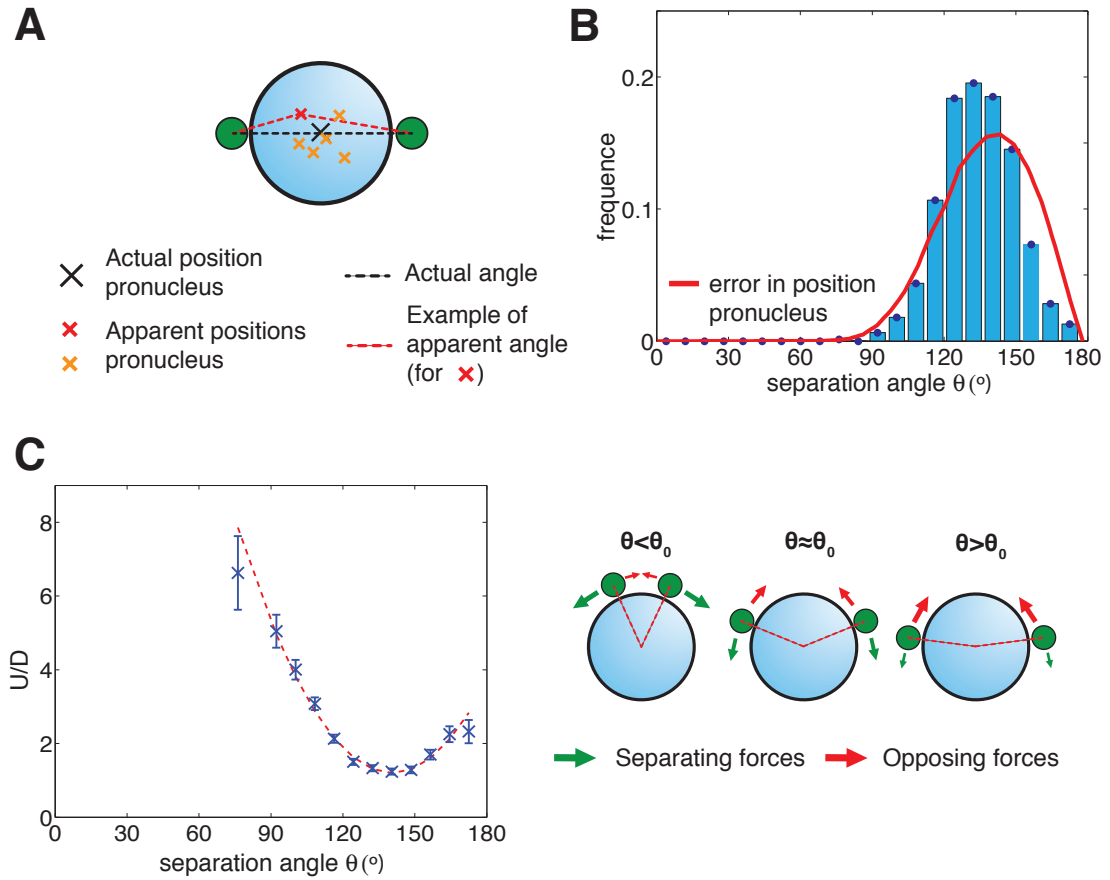 A
Actual position
pronucleus
Apparent positions
pronucleus
Actual angle
Example of
apparent angle
(for ×)
B
0.2
0.1
0
frequence
error in position
pronucleus
0 30 60 90 120 150 180
separation angle θ (º)
C
8
6
4
2
0
U/D
0 30 60 90 120 150 180
separation angle θ (º)
θ<θ₀ θ≈θ₀ θ>θ₀
Separating forces Opposing forces